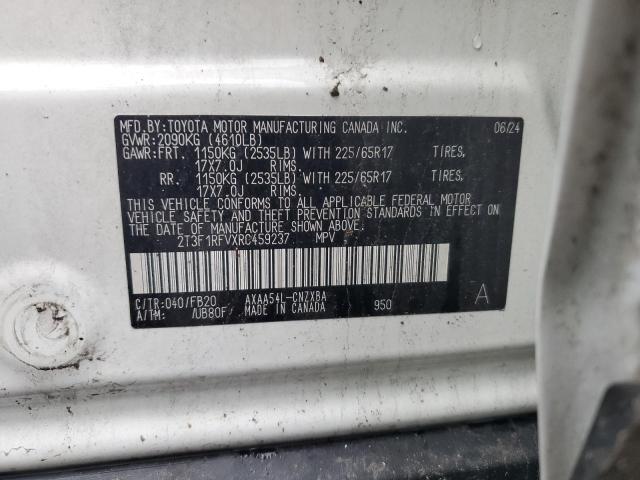 MFD.BY:TOYOTA MOTOR MANUFACTURING CANADA INC. 06/24
GVWR:2090KG (4610LB)
GAWR:FRT. 1150KG (2535LB) WITH 225/65R17 TIRES,
17X7.0J RIMS,
RR. 1150KG (2535LB) WITH 225/65R17 TIRES,
17X7.0J RIMS,
THIS VEHICLE CONFORMS TO ALL APPLICABLE FEDERAL MOTOR
VEHICLE SAFETY AND THEFT PREVENTION STANDARDS IN EFFECT
ON THE DATE OF MANUFACTURE SHOWN ABOVE.
2T3F1RFVXRC459237 MPV
C/TR:040/FB20 AXAA54L-CNZXBA 950 A
A/TM: /UB80F MADE IN CANADA